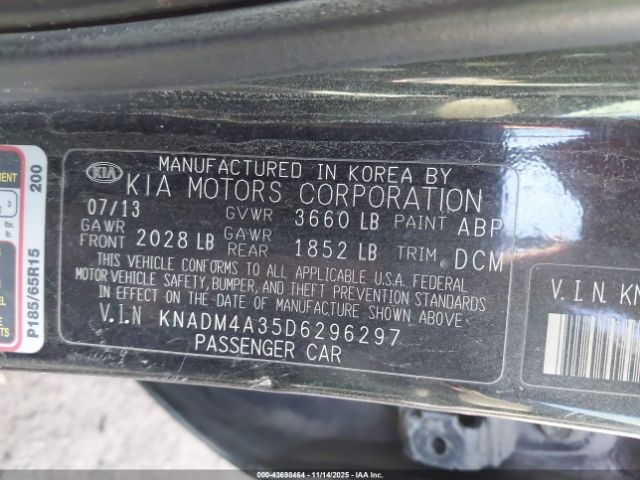 MANUFACTURED IN KOREA BY
KIA KIA MOTORS CORPORATION
07/13 GVWR 3660 LB PAINT ABP
GAWR FRONT 2028 LB GAWR REAR 1852 LB TRIM DCM
THIS VEHICLE CONFORMS TO ALL APPLICABLE U.S.A. FEDERAL
MOTOR VEHICLE SAFETY, BUMPER, AND THEFT PREVENTION STANDARDS
IN EFFECT ON THE DATE OF MANUFACTURE SHOWN ABOVE.
V.I.N KNADM4A35D6296297
PASSENGER CAR
V.I.N. KN
P185/65R15 200
© IAA - 43698464 - 11/14/2025 - IAAI.COM